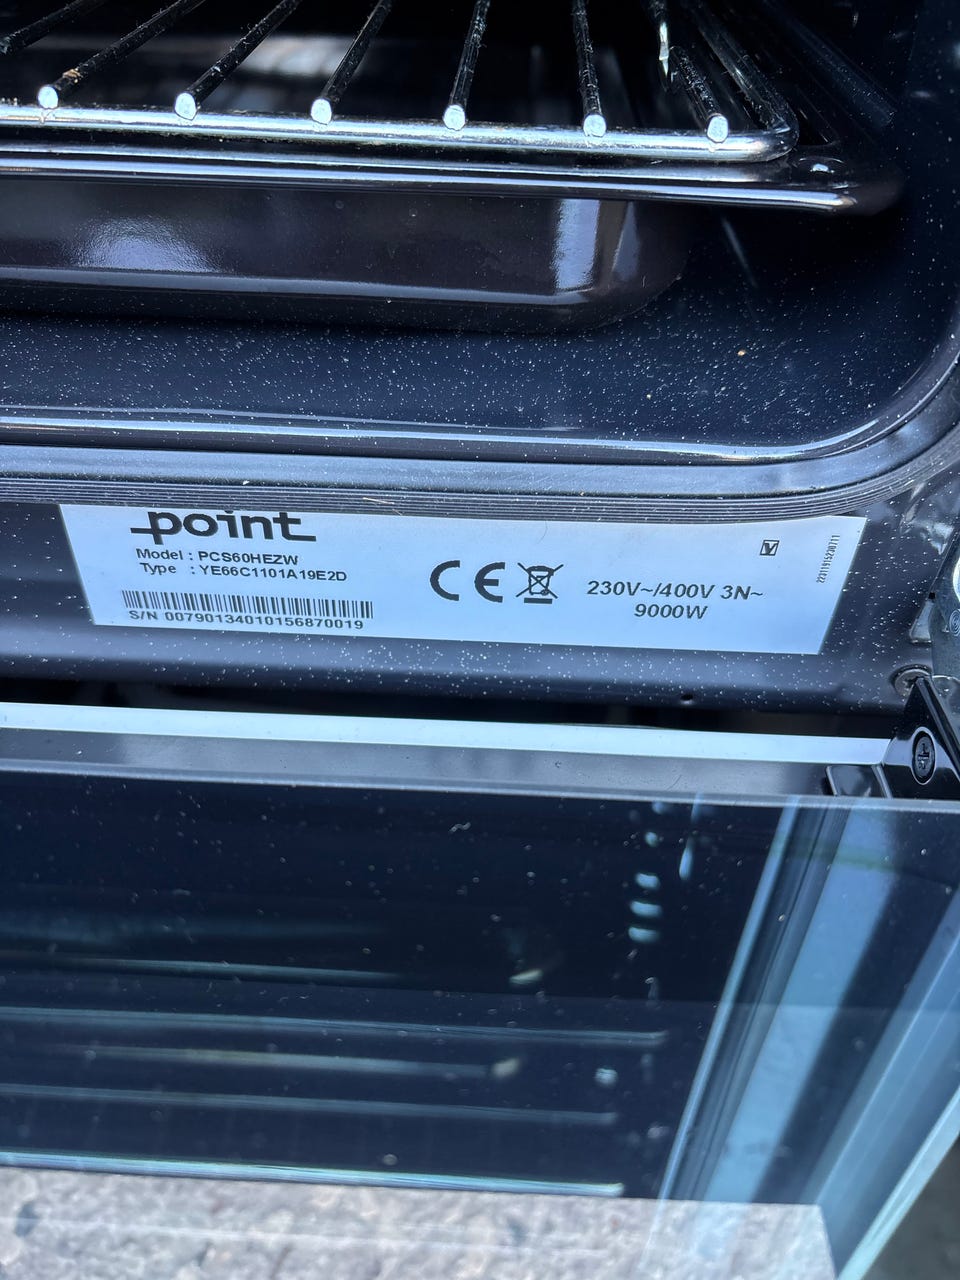 point
Model : PCS60HEZW
Type : YE66C1101A19E2D
S/N 00790134010156870019
CE
230V~/400V 3N~
9000W
V